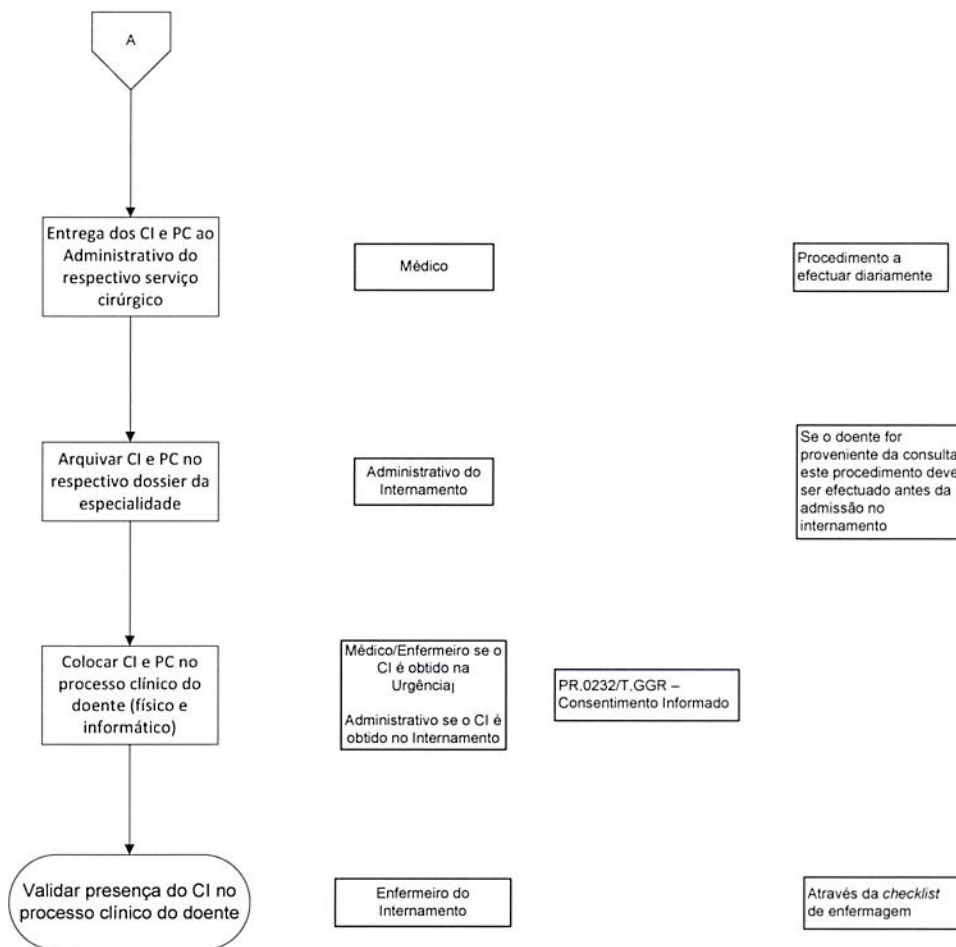 A
Entrega dos CI e PC ao
Administrativo do
respectivo serviço
cirúrgico
Médico
Procedimento a
efectuar diariamente
Arquivar CI e PC no
respectivo dossier da
especialidade
Administrativo do
Internamento
Se o doente for
proveniente da consulta
este procedimento deve
ser efectuado antes da
admissão no
internamento
Colocar CI e PC no
processo clínico do
doente (físico e
informático)
Médico/Enfermeiro se o
CI é obtido na
Urgência
Administrativo se o CI é
obtido no Internamento
PR.0232/T.GGR –
Consentimento Informado
Validar presença do CI no
processo clínico do doente
Enfermeiro do
Internamento
Através da checklist
de enfermagem